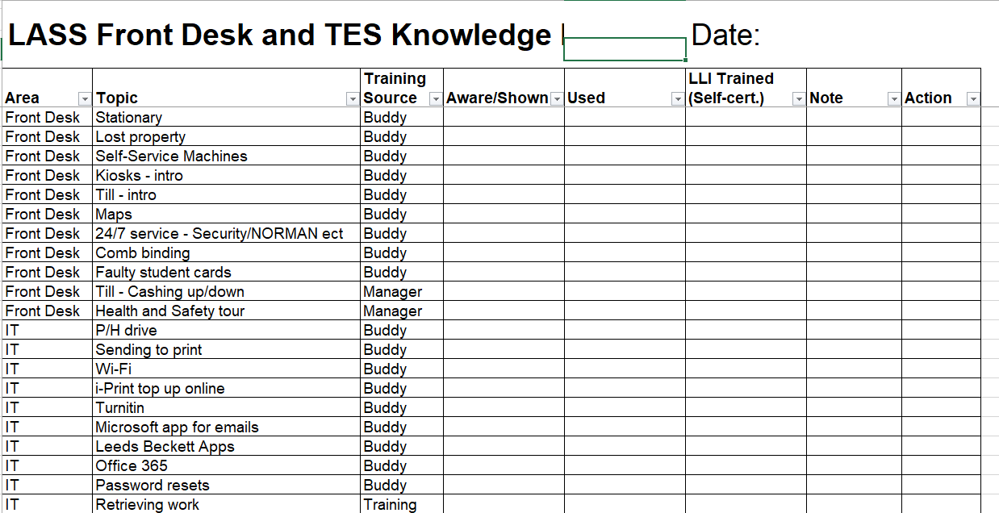 LASS Front Desk and TES Knowledge
Date:
Area Topic Training Source Aware/Shown Used LLI Trained (Self-cert.) Note Action
Front Desk Stationary Buddy
Front Desk Lost property Buddy
Front Desk Self-Service Machines Buddy
Front Desk Kiosks - intro Buddy
Front Desk Till - intro Buddy
Front Desk Maps Buddy
Front Desk 24/7 service - Security/NORMAN ect Buddy
Front Desk Comb binding Buddy
Front Desk Faulty student cards Buddy
Front Desk Till - Cashing up/down Manager
Front Desk Health and Safety tour Manager
IT P/H drive Buddy
IT Sending to print Buddy
IT Wi-Fi Buddy
IT i-Print top up online Buddy
IT Turnitin Buddy
IT Microsoft app for emails Buddy
IT Leeds Beckett Apps Buddy
IT Office 365 Buddy
IT Password resets Buddy
IT Retrieving work Training